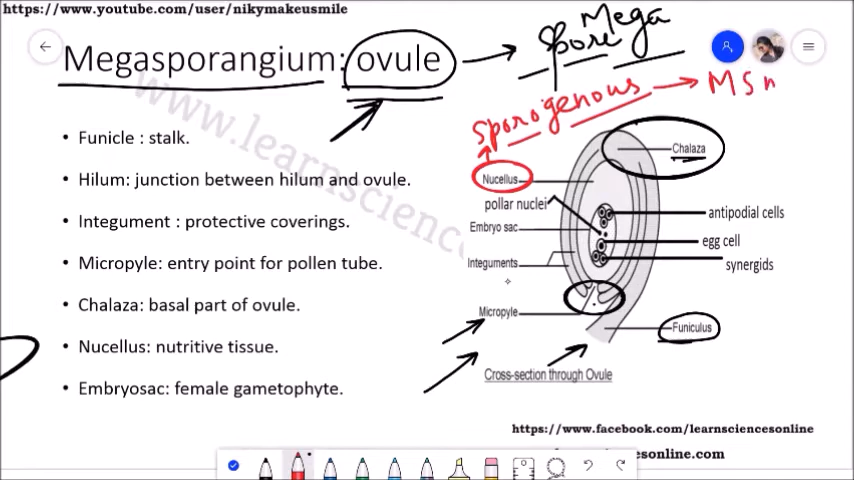 https://www.youtube.com/user/nikymakeusmile
Megasporangium: ovule
Mega
spore
Sporogenous → MSn
• Funicle : stalk.
• Hilum: junction between hilum and ovule.
• Integument : protective coverings.
• Micropyle: entry point for pollen tube.
• Chalaza: basal part of ovule.
• Nucellus: nutritive tissue.
• Embryosac: female gametophyte.
Chalaza
Nucellus
pollar nuclei
antipodial cells
Embryo sac
egg cell
Integuments
synergids
Micropyle
Funiculus
Cross-section through Ovule
https://www.facebook.com/learnsciencesonline
esonline.com
www.learnscience